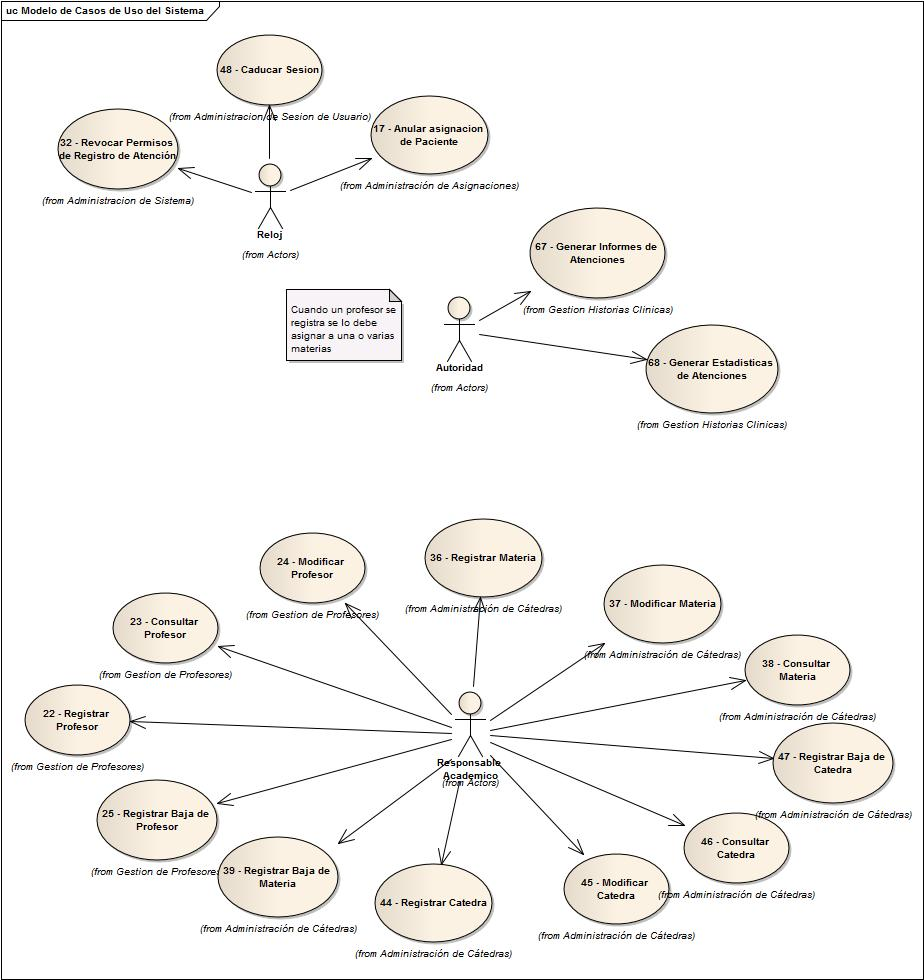 uc Modelo de Casos de Uso del Sistema
48 - Caducar Sesion
(from Administracion de Sesion de Usuario)
17 - Anular asignacion
de Paciente
(from Administración de Asignaciones)
32 - Revocar Permisos
de Registro de Atención
(from Administracion de Sistema)
Reloj
(from Actors)
67 - Generar Informes de
Atenciones
(from Gestion Historias Clinicas)
Cuando un profesor se
registra se lo debe
asignar a una o varias
materias
Autoridad
(from Actors)
68 - Generar Estadisticas
de Atenciones
(from Gestion Historias Clinicas)
36 - Registrar Materia
(from Administración de Cátedras)
24 - Modificar
Profesor
(from Gestion de Profesores)
37 - Modificar Materia
(from Administración de Cátedras)
23 - Consultar
Profesor
(from Gestion de Profesores)
38 - Consultar
Materia
(from Administración de Cátedras)
22 - Registrar
Profesor
(from Gestion de Profesores)
Responsable
Academico
(from Actors)
47 - Registrar Baja de
Catedra
(from Administración de Cátedras)
25 - Registrar Baja de
Profesor
(from Gestion de Profesores
46 - Consultar
Catedra
(from Administración de Cátedras)
39 - Registrar Baja de
Materia
(from Administración de Cátedras)
44 - Registrar Catedra
(from Administración de Cátedras)
45 - Modificar
Catedra
(from Administración de Cátedras)